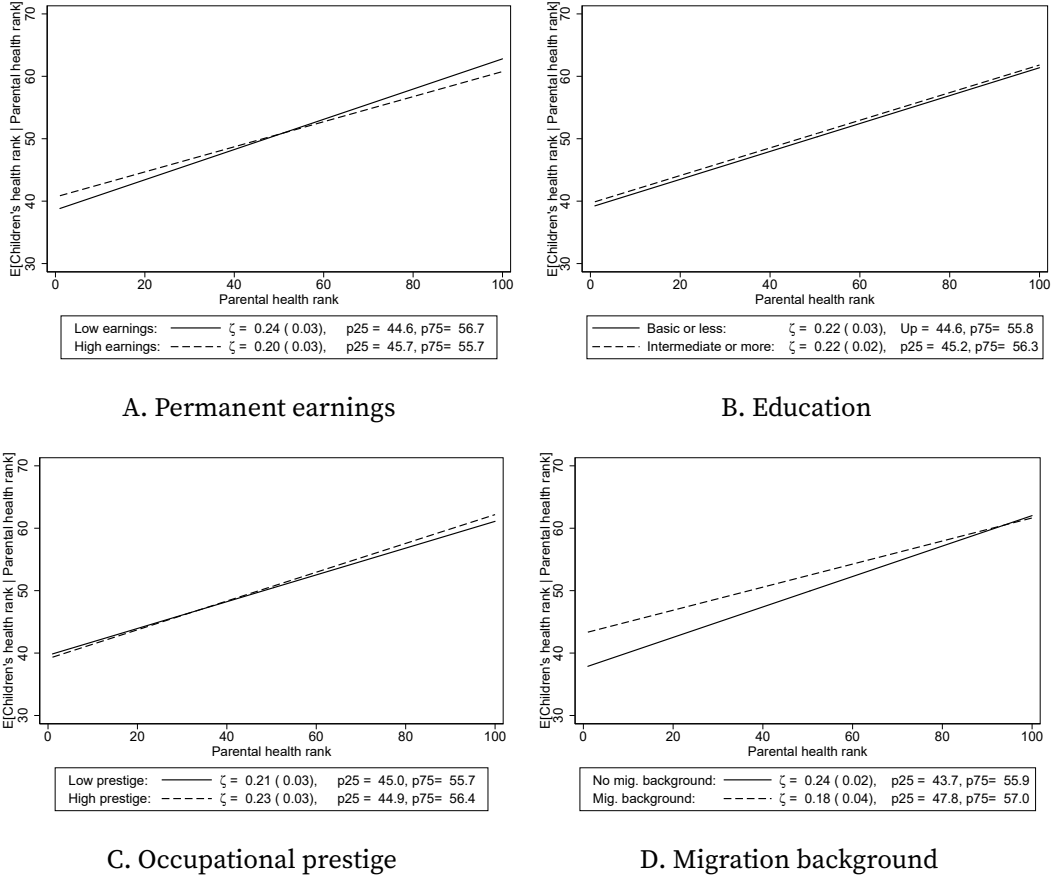 E[Children's health rank | Parental health rank]
70
60
50
40
30
0 20 40 60 80 100
Parental health rank
Low earnings: ζ = 0.24 ( 0.03), p25 = 44.6, p75= 56.7
High earnings: ζ = 0.20 ( 0.03), p25 = 45.7, p75= 55.7
A. Permanent earnings
E[Children's health rank | Parental health rank]
70
60
50
40
30
0 20 40 60 80 100
Parental health rank
Basic or less: ζ = 0.22 ( 0.03), Up = 44.6, p75= 55.8
Intermediate or more: ζ = 0.22 ( 0.02), p25 = 45.2, p75= 56.3
B. Education
E[Children's health rank | Parental health rank]
70
60
50
40
30
0 20 40 60 80 100
Parental health rank
Low prestige: ζ = 0.21 ( 0.03), p25 = 45.0, p75= 55.7
High prestige: ζ = 0.23 ( 0.03), p25 = 44.9, p75= 56.4
C. Occupational prestige
E[Children's health rank | Parental health rank]
70
60
50
40
30
0 20 40 60 80 100
Parental health rank
No mig. background: ζ = 0.24 ( 0.02), p25 = 43.7, p75= 55.9
Mig. background: ζ = 0.18 ( 0.04), p25 = 47.8, p75= 57.0
D. Migration background